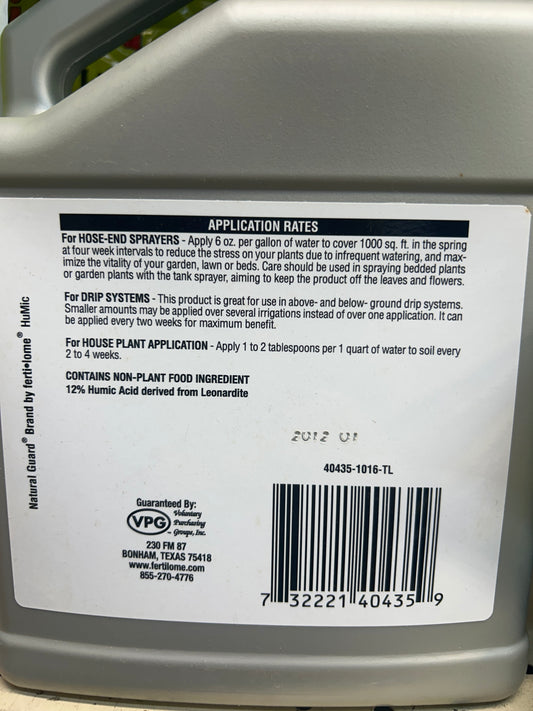 APPLICATION RATES
For HOSE-END SPRAYERS - Apply 6 oz. per gallon of water to cover 1000 sq. ft. in the spring
at four week intervals to reduce the stress on your plants due to infrequent watering, and max-
imize the vitality of your garden, lawn or beds. Care should be used in spraying bedded plants
or garden plants with the tank sprayer, aiming to keep the product off the leaves and flowers.
For DRIP SYSTEMS - This product is great for use in above- and below- ground drip systems.
Smaller amounts may be applied over several irrigations instead of over one application. It can
be applied every two weeks for maximum benefit.
For HOUSE PLANT APPLICATION - Apply 1 to 2 tablespoons per 1 quart of water to soil every
2 to 4 weeks.
CONTAINS NON-PLANT FOOD INGREDIENT
12% Humic Acid derived from Leonardite
Natural Guard® Brand by ferti•lome® HuMic
2012 01
40435-1016-TL
Guaranteed By:
VPG
Voluntary
Purchasing
Groups, Inc.
230 FM 87
BONHAM, TEXAS 75418
www.fertilome.com
855-270-4776
7 32221 40435 9